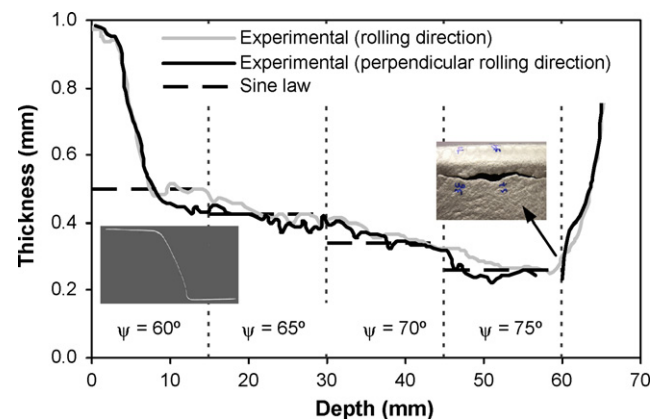 Thickness (mm)
1.0
0.8
0.6
0.4
0.2
0.0
Experimental (rolling direction)
Experimental (perpendicular rolling direction)
Sine law
ψ = 60º
ψ = 65º
ψ = 70º
ψ = 75º
0
10
20
30
40
50
60
70
Depth (mm)